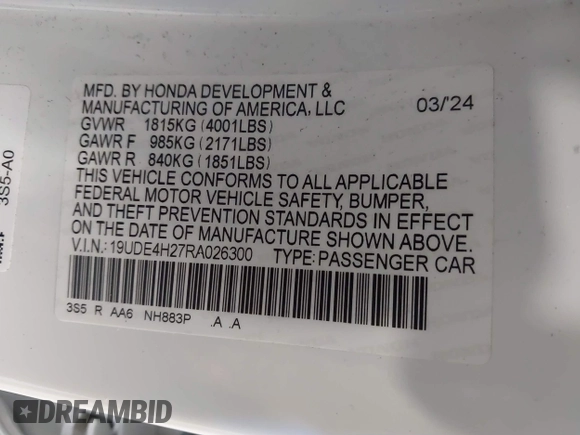 MFD. BY HONDA DEVELOPMENT &
MANUFACTURING OF AMERICA, LLC 03/'24
GVWR 1815KG (4001LBS)
GAWR F 985KG (2171LBS)
GAWR R 840KG (1851LBS)
THIS VEHICLE CONFORMS TO ALL APPLICABLE
FEDERAL MOTOR VEHICLE SAFETY, BUMPER,
AND THEFT PREVENTION STANDARDS IN EFFECT
ON THE DATE OF MANUFACTURE SHOWN ABOVE.
V.I.N.: 19UDE4H27RA026300 TYPE: PASSENGER CAR
3S5 R AA6 NH883P .A .A
3S5-A0
DREAMBID